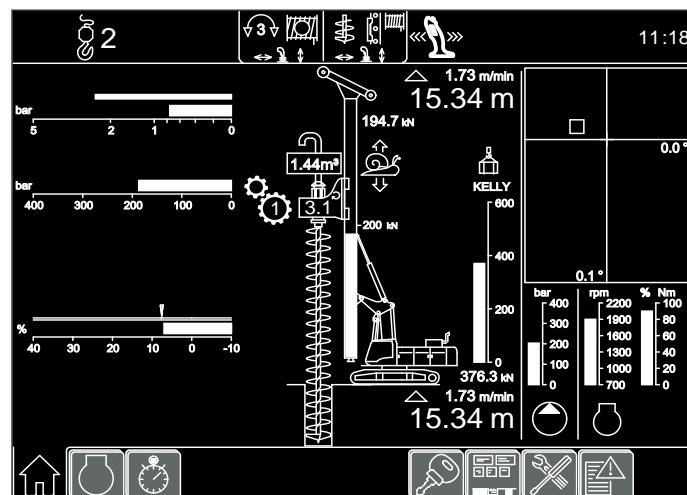 2
3
11:18
1.73 m/min
15.34 m
bar
5 2 1 0
194.7 kN
1.44m³
KELLY
0.0 °
bar
400 300 200 100 0
1
3.1
200 kN
600
400
200
0
376.3 kN
0.1 °
%
40 30 20 10 0 -10
bar
400
300
200
100
0
rpm
2200
1900
1600
1300
1000
700
% Nm
100
80
60
40
20
0
1.73 m/min
15.34 m